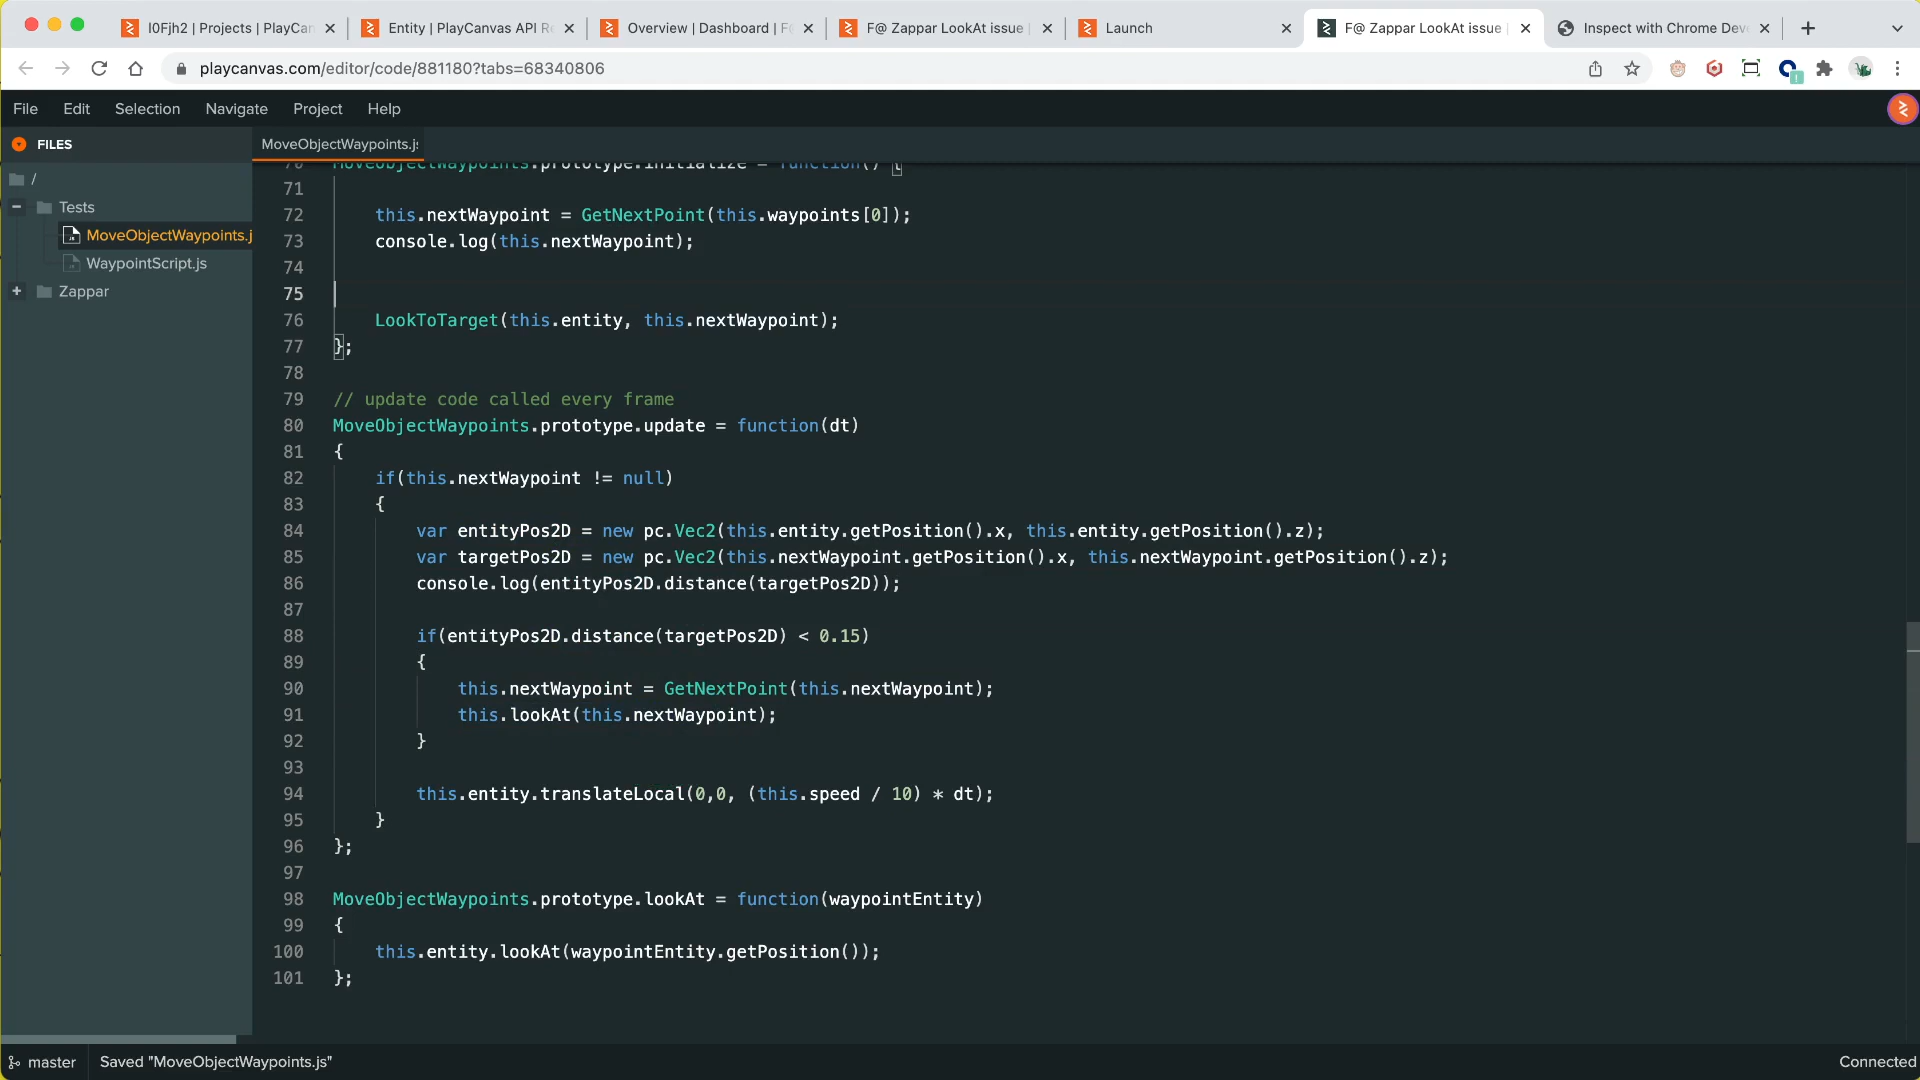 I0Fjh2 | Projects | PlayCan
Entity | PlayCanvas API Re
Overview | Dashboard | F@
F@ Zappar LookAt issue |
Launch
F@ Zappar LookAt issue |
Inspect with Chrome Deve
playcanvas.com/editor/code/881180?tabs=68340806
File Edit Selection Navigate Project Help
FILES
MoveObjectWaypoints.js
/
Tests
MoveObjectWaypoints.j
WaypointScript.js
Zappar
70 MoveObjectWaypoints.prototype.initialize = function() {
71
72 this.nextWaypoint = GetNextPoint(this.waypoints[0]);
73 console.log(this.nextWaypoint);
74
75
76 LookToTarget(this.entity, this.nextWaypoint);
77 };
78
79 // update code called every frame
80 MoveObjectWaypoints.prototype.update = function(dt)
81 {
82 if(this.nextWaypoint != null)
83 {
84 var entityPos2D = new pc.Vec2(this.entity.getPosition().x, this.entity.getPosition().z);
85 var targetPos2D = new pc.Vec2(this.nextWaypoint.getPosition().x, this.nextWaypoint.getPosition().z);
86 console.log(entityPos2D.distance(targetPos2D));
87
88 if(entityPos2D.distance(targetPos2D) < 0.15)
89 {
90 this.nextWaypoint = GetNextPoint(this.nextWaypoint);
91 this.lookAt(this.nextWaypoint);
92 }
93
94 this.entity.translateLocal(0,0, (this.speed / 10) * dt);
95 }
96 };
97
98 MoveObjectWaypoints.prototype.lookAt = function(waypointEntity)
99 {
100 this.entity.lookAt(waypointEntity.getPosition());
101 };
master Saved "MoveObjectWaypoints.js"
Connected